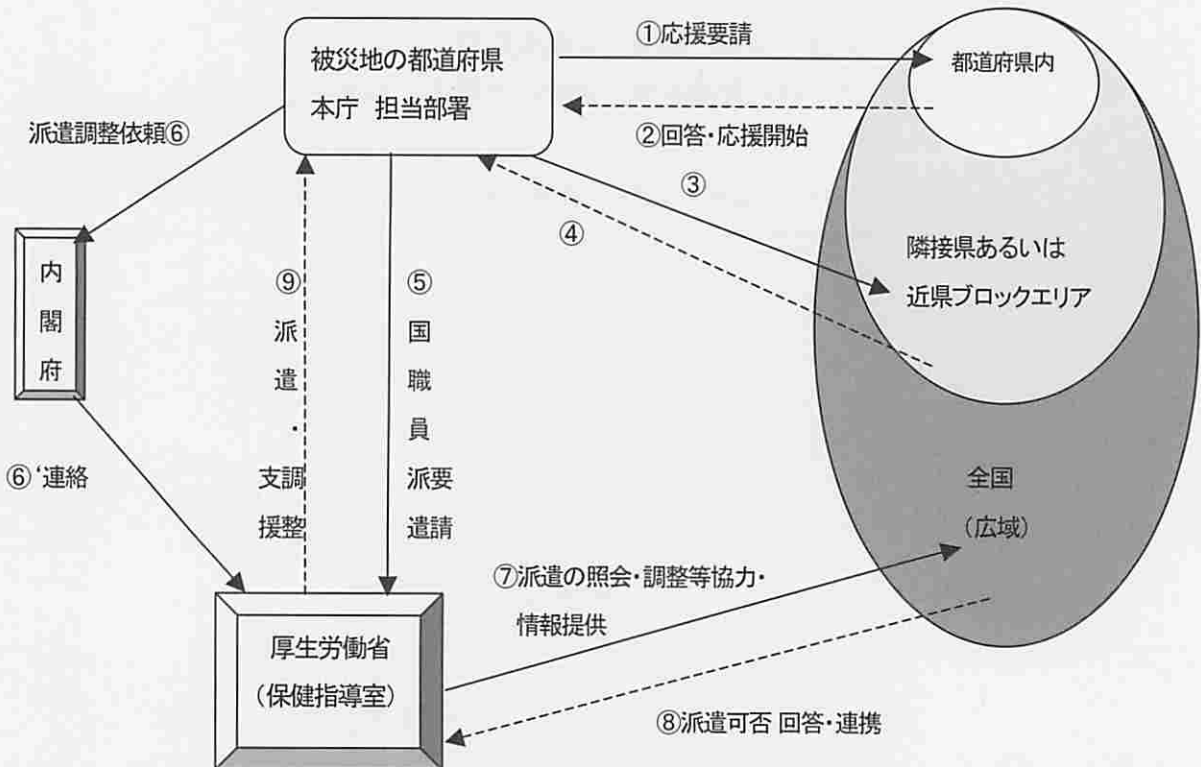 ①応援要請
被災地の都道府県
本庁 担当部署
都道府県内
派遣調整依頼⑥
②回答・応援開始
③
④
隣接県あるいは
近県ブロックエリア
内閣府
⑨派遣・支援調整
⑤国職員派遣要請
⑥‘連絡
全国
（広域）
⑦派遣の照会・調整等協力・
情報提供
厚生労働省
（保健指導室）
⑧派遣可否 回答・連携